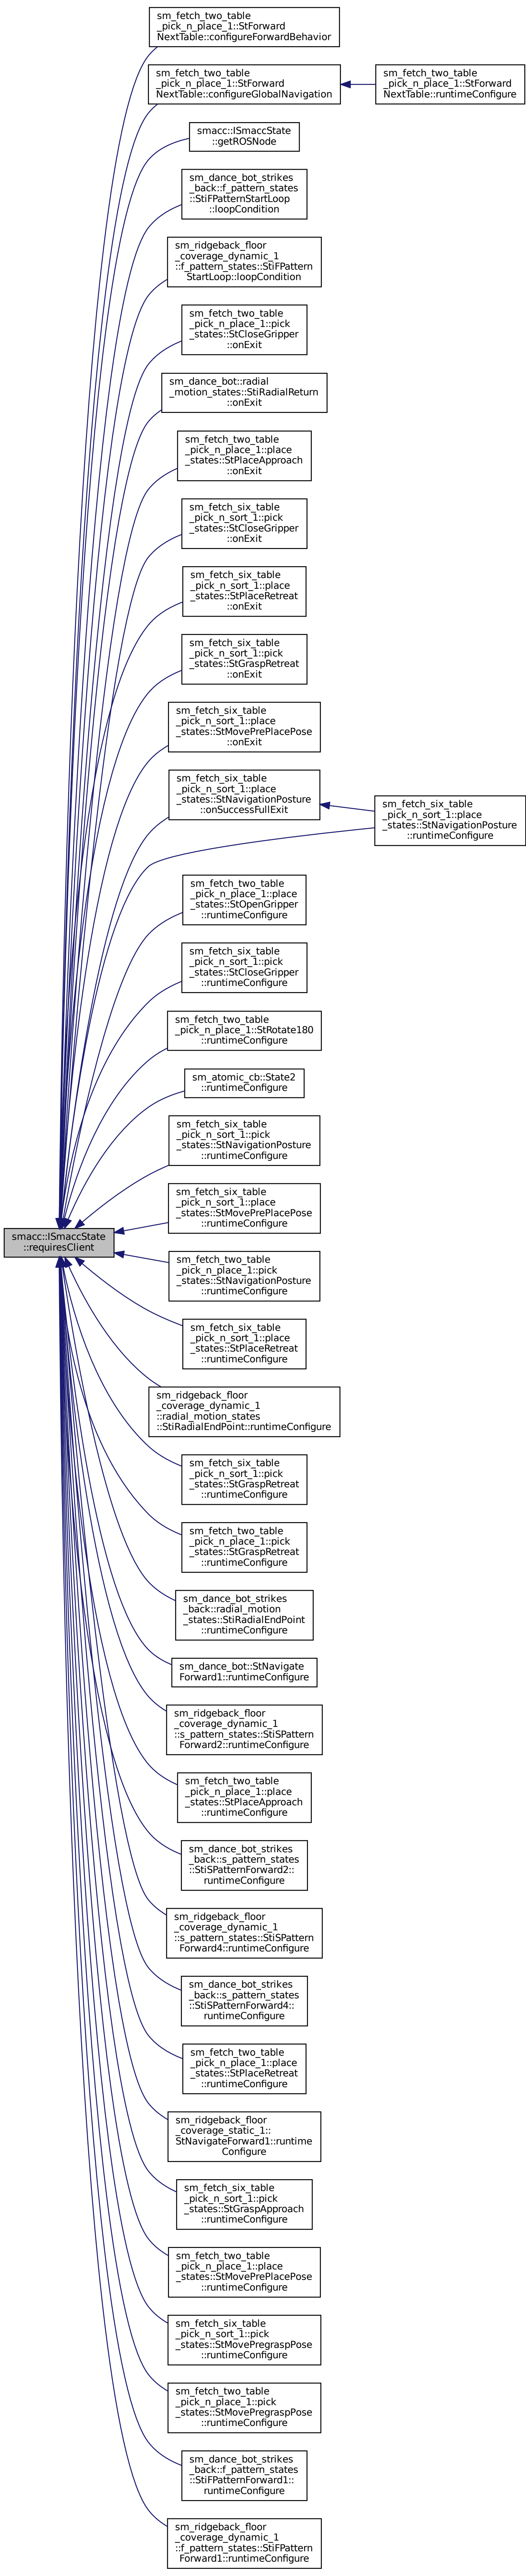 sm_fetch_two_table
_pick_n_place_1::StForward
NextTable::configureForwardBehavior
sm_fetch_two_table
_pick_n_place_1::StForward
NextTable::configureGlobalNavigation
sm_fetch_two_table
_pick_n_place_1::StForward
NextTable::runtimeConfigure
smacc::ISmaccState
::getROSNode
sm_dance_bot_strikes
_back::f_pattern_states
::StiFPatternStartLoop
::loopCondition
sm_ridgeback_floor
_coverage_dynamic_1
::f_pattern_states::StiFPattern
StartLoop::loopCondition
sm_fetch_two_table
_pick_n_place_1::pick
_states::StCloseGripper
::onExit
sm_dance_bot::radial
_motion_states::StiRadialReturn
::onExit
sm_fetch_two_table
_pick_n_place_1::place
_states::StPlaceApproach
::onExit
sm_fetch_six_table
_pick_n_sort_1::pick
_states::StCloseGripper
::onExit
sm_fetch_six_table
_pick_n_sort_1::place
_states::StPlaceRetreat
::onExit
sm_fetch_six_table
_pick_n_sort_1::pick
_states::StGraspRetreat
::onExit
sm_fetch_six_table
_pick_n_sort_1::place
_states::StMovePrePlacePose
::onExit
sm_fetch_six_table
_pick_n_sort_1::place
_states::StNavigationPosture
::onSuccessFullExit
sm_fetch_six_table
_pick_n_sort_1::place
_states::StNavigationPosture
::runtimeConfigure
sm_fetch_two_table
_pick_n_place_1::place
_states::StOpenGripper
::runtimeConfigure
sm_fetch_six_table
_pick_n_sort_1::pick
_states::StCloseGripper
::runtimeConfigure
sm_fetch_two_table
_pick_n_place_1::StRotate180
::runtimeConfigure
sm_atomic_cb::State2
::runtimeConfigure
sm_fetch_six_table
_pick_n_sort_1::pick
_states::StNavigationPosture
::runtimeConfigure
sm_fetch_six_table
_pick_n_sort_1::place
_states::StMovePrePlacePose
::runtimeConfigure
smacc::ISmaccState
::requiresClient
sm_fetch_two_table
_pick_n_place_1::pick
_states::StNavigationPosture
::runtimeConfigure
sm_fetch_six_table
_pick_n_sort_1::place
_states::StPlaceRetreat
::runtimeConfigure
sm_ridgeback_floor
_coverage_dynamic_1
::radial_motion_states
::StiRadialEndPoint::runtimeConfigure
sm_fetch_six_table
_pick_n_sort_1::pick
_states::StGraspRetreat
::runtimeConfigure
sm_fetch_two_table
_pick_n_place_1::pick
_states::StGraspRetreat
::runtimeConfigure
sm_dance_bot_strikes
_back::radial_motion
_states::StiRadialEndPoint
::runtimeConfigure
sm_dance_bot::StNavigate
Forward1::runtimeConfigure
sm_ridgeback_floor
_coverage_dynamic_1
::s_pattern_states::StiSPattern
Forward2::runtimeConfigure
sm_fetch_two_table
_pick_n_place_1::place
_states::StPlaceApproach
::runtimeConfigure
sm_dance_bot_strikes
_back::s_pattern_states
::StiSPatternForward2::
runtimeConfigure
sm_ridgeback_floor
_coverage_dynamic_1
::s_pattern_states::StiSPattern
Forward4::runtimeConfigure
sm_dance_bot_strikes
_back::s_pattern_states
::StiSPatternForward4::
runtimeConfigure
sm_fetch_two_table
_pick_n_place_1::place
_states::StPlaceRetreat
::runtimeConfigure
sm_ridgeback_floor
_coverage_static_1::
StNavigateForward1::runtime
Configure
sm_fetch_six_table
_pick_n_sort_1::pick
_states::StGraspApproach
::runtimeConfigure
sm_fetch_two_table
_pick_n_place_1::place
_states::StMovePrePlacePose
::runtimeConfigure
sm_fetch_six_table
_pick_n_sort_1::pick
_states::StMovePregraspPose
::runtimeConfigure
sm_fetch_two_table
_pick_n_place_1::pick
_states::StMovePregraspPose
::runtimeConfigure
sm_dance_bot_strikes
_back::f_pattern_states
::StiFPatternForward1::
runtimeConfigure
sm_ridgeback_floor
_coverage_dynamic_1
::f_pattern_states::StiFPattern
Forward1::runtimeConfigure